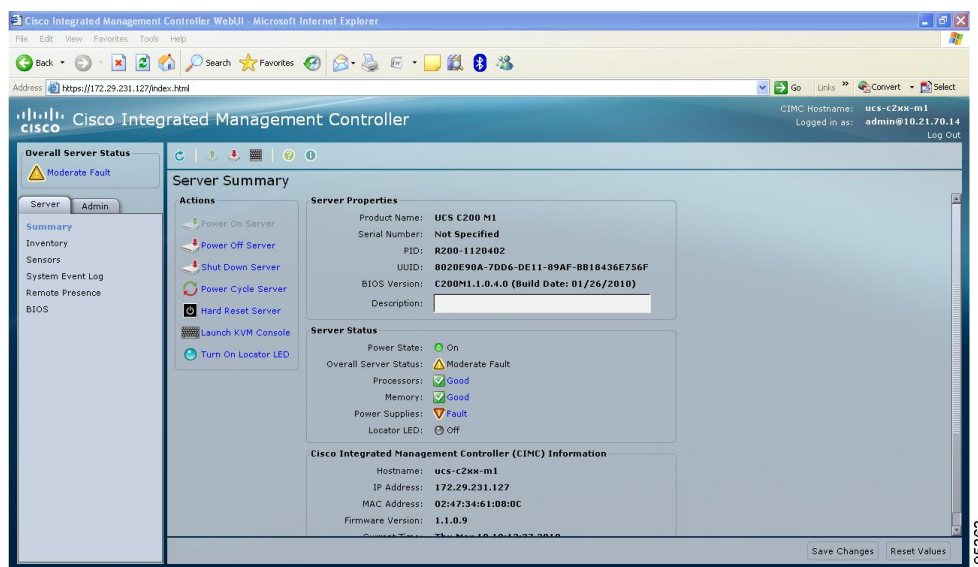 Cisco Integrated Management Controller WebUI - Microsoft Internet Explorer
File Edit View Favorites Tools Help
Back Search Favorites
Address https://172.29.231.127/index.html Go Links » Convert Select
CISCO Cisco Integrated Management Controller
CIMC Hostname: ucs-c2xx-m1
Logged in as: admin@10.21.70.14
Log Out
Overall Server Status
Moderate Fault
Server Admin
Summary
Inventory
Sensors
System Event Log
Remote Presence
BIOS
Server Summary
Actions
Power On Server
Power Off Server
Shut Down Server
Power Cycle Server
Hard Reset Server
Launch KVM Console
Turn On Locator LED
Server Properties
Product Name: UCS C200 M1
Serial Number: Not Specified
PID: R200-1120402
UUID: 8020E90A-7DD6-DE11-89AF-BB18436E756F
BIOS Version: C200M1.1.0.4.0 (Build Date: 01/26/2010)
Description:
Server Status
Power State: On
Overall Server Status: Moderate Fault
Processors: Good
Memory: Good
Power Supplies: Fault
Locator LED: Off
Cisco Integrated Management Controller (CIMC) Information
Hostname: ucs-c2xx-m1
IP Address: 172.29.231.127
MAC Address: 02:47:34:61:08:0C
Firmware Version: 1.1.0.9
Save Changes Reset Values